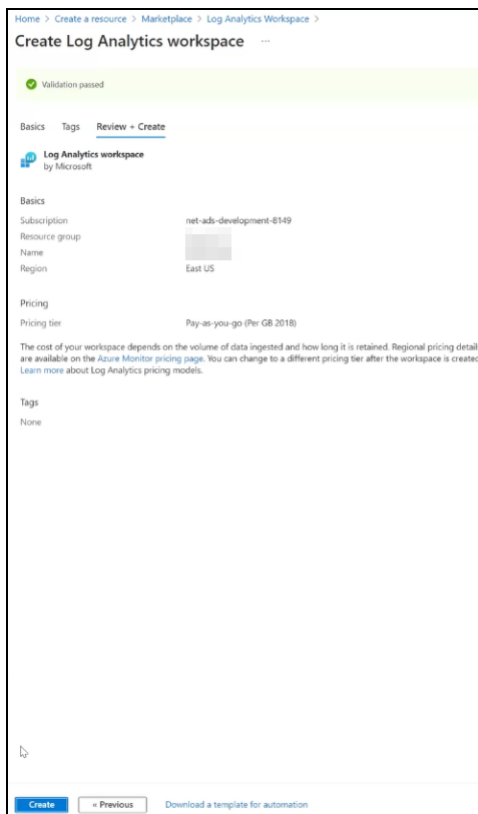 Home > Create a resource > Marketplace > Log Analytics Workspace >
Create Log Analytics workspace ...
Validation passed
Basics Tags Review + Create
Log Analytics workspace
by Microsoft
Basics
Subscription net-ads-development-8149
Resource group
Name
Region East US
Pricing
Pricing tier Pay-as-you-go (Per GB 2018)
The cost of your workspace depends on the volume of data ingested and how long it is retained. Regional pricing detail
are available on the Azure Monitor pricing page. You can change to a different pricing tier after the workspace is created
Learn more about Log Analytics pricing models.
Tags
None
Create « Previous Download a template for automation